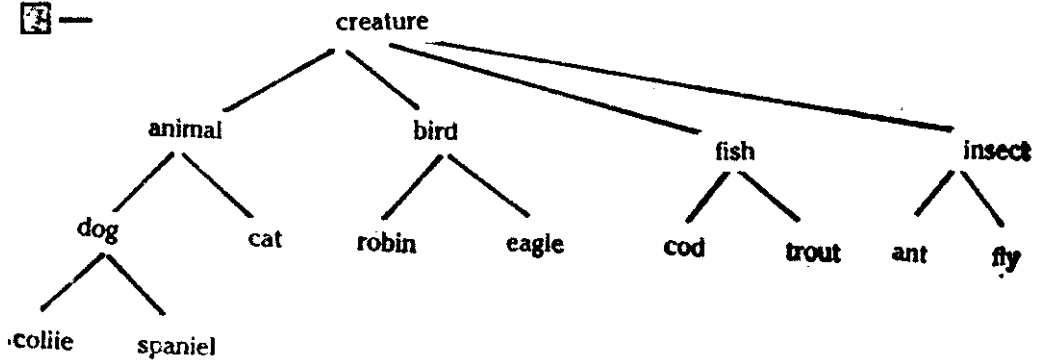 creature
animal bird fish insect
dog cat robin eagle cod trout ant fly
collie spaniel